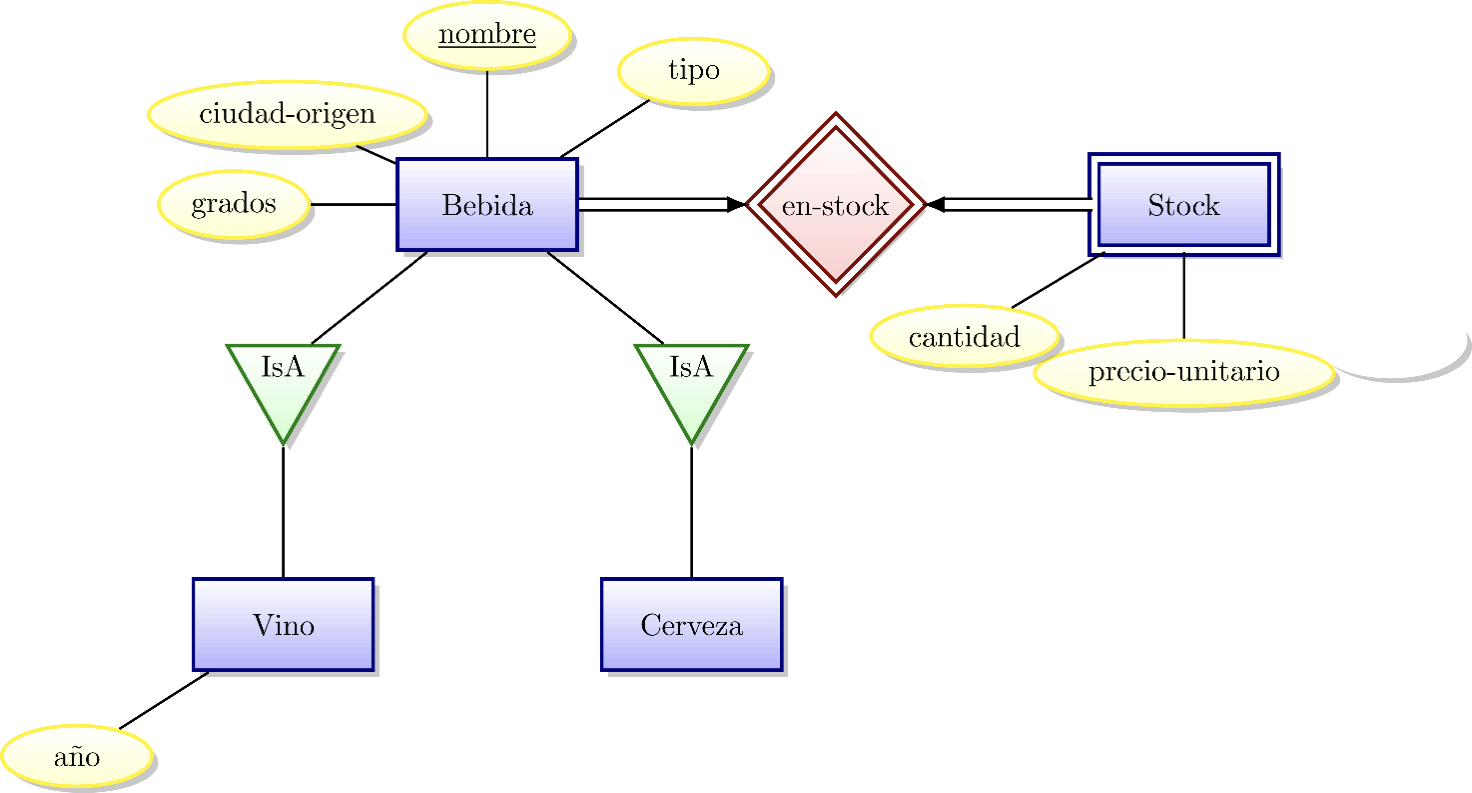 nombre
tipo
ciudad-origen
grados
Bebida
en-stock
Stock
cantidad
precio-unitario
IsA
IsA
Vino
Cerveza
año